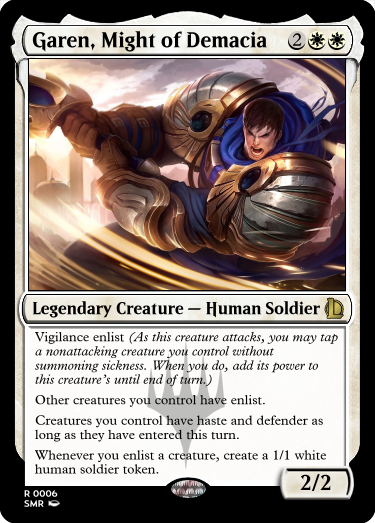 Garen, Might of Demacia 2
Legendary Creature — Human Soldier
Vigilance enlist (As this creature attacks, you may tap
a nonattacking creature you control without
summoning sickness. When you do, add its power to
this creature's until end of turn.)
Other creatures you control have enlist.
Creatures you control have haste and defender as
long as they have entered this turn.
Whenever you enlist a creature, create a 1/1 white
human soldier token.
2/2
R 0006
SMR